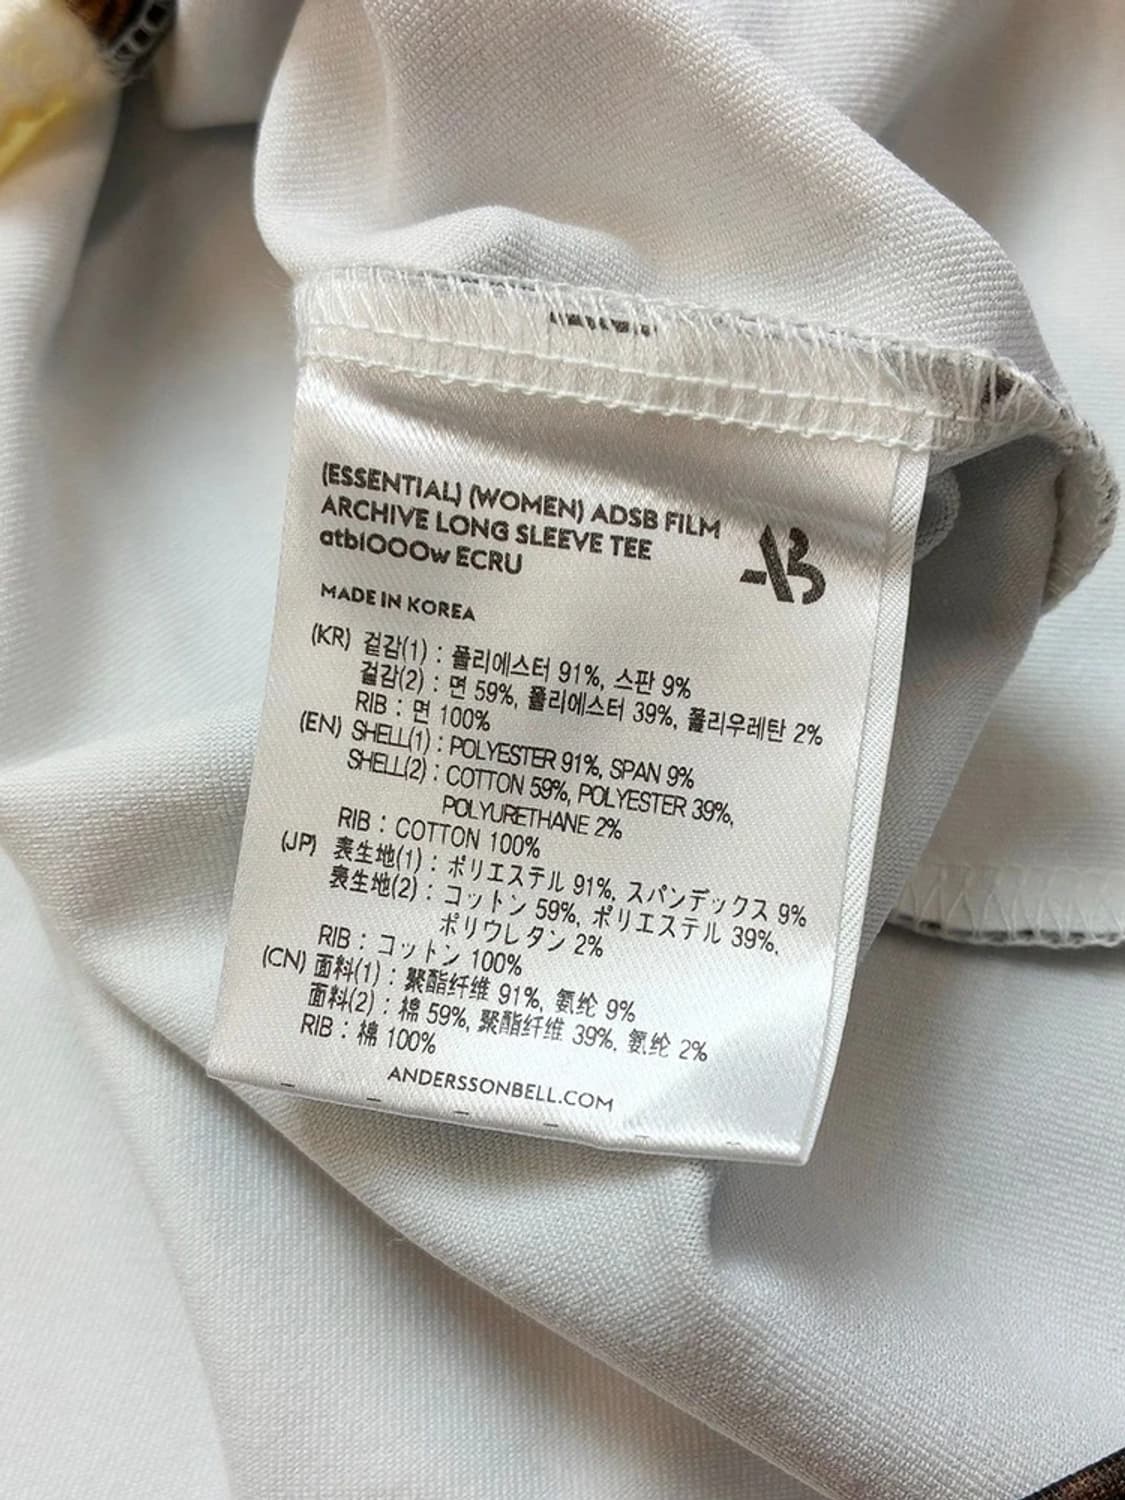 (ESSENTIAL) (WOMEN) ADSB FILM
ARCHIVE LONG SLEEVE TEE
atb1000w ECRU
AB
MADE IN KOREA
(KR) 겉감(1) : 폴리에스터 91%, 스판 9%
겉감(2) : 면 59%, 폴리에스터 39%, 폴리우레탄 2%
RIB : 면 100%
(EN) SHELL(1) : POLYESTER 91%, SPAN 9%
SHELL(2) : COTTON 59%, POLYESTER 39%,
POLYURETHANE 2%
RIB : COTTON 100%
(JP) 表生地(1) : ポリエステル 91%, スパンデックス 9%
表生地(2) : コットン 59%, ポリエステル 39%,
ポリウレタン 2%
RIB : コットン 100%
(CN) 面料(1) : 聚酯纤维 91%, 氨纶 9%
面料(2) : 棉 59%, 聚酯纤维 39%, 氨纶 2%
RIB : 棉 100%
ANDERSSONBELL.COM